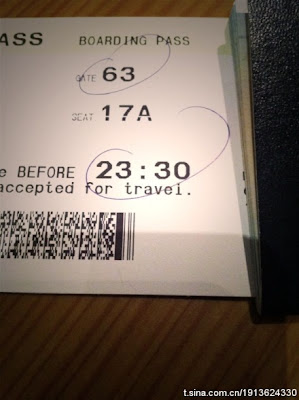 ASS BOARDING PASS
GATE 63
SEAT 17A
e BEFORE 23:30
accepted for travel.
t.sina.com.cn/1913624330